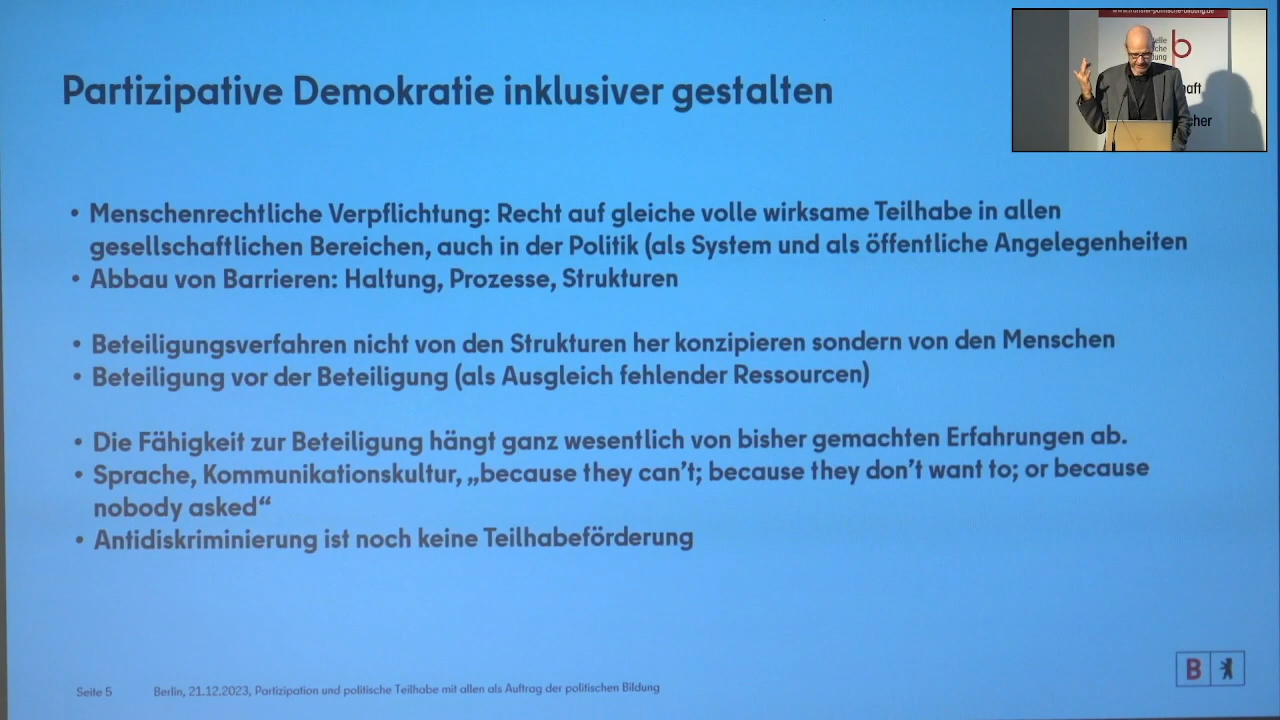 www.transfer-politische-bildung.de
Partizipative Demokratie inklusiver gestalten
• Menschenrechtliche Verpflichtung: Recht auf gleiche volle wirksame Teilhabe in allen
gesellschaftlichen Bereichen, auch in der Politik (als System und als öffentliche Angelegenheiten
• Abbau von Barrieren: Haltung, Prozesse, Strukturen
• Beteiligungsverfahren nicht von den Strukturen her konzipieren sondern von den Menschen
• Beteiligung vor der Beteiligung (als Ausgleich fehlender Ressourcen)
• Die Fähigkeit zur Beteiligung hängt ganz wesentlich von bisher gemachten Erfahrungen ab.
• Sprache, Kommunikationskultur, „because they can't; because they don't want to; or because
nobody asked“
• Antidiskriminierung ist noch keine Teilhabeförderung
Seite 5 Berlin, 21.12.2023, Partizipation und politische Teilhabe mit allen als Auftrag der politischen Bildung
B